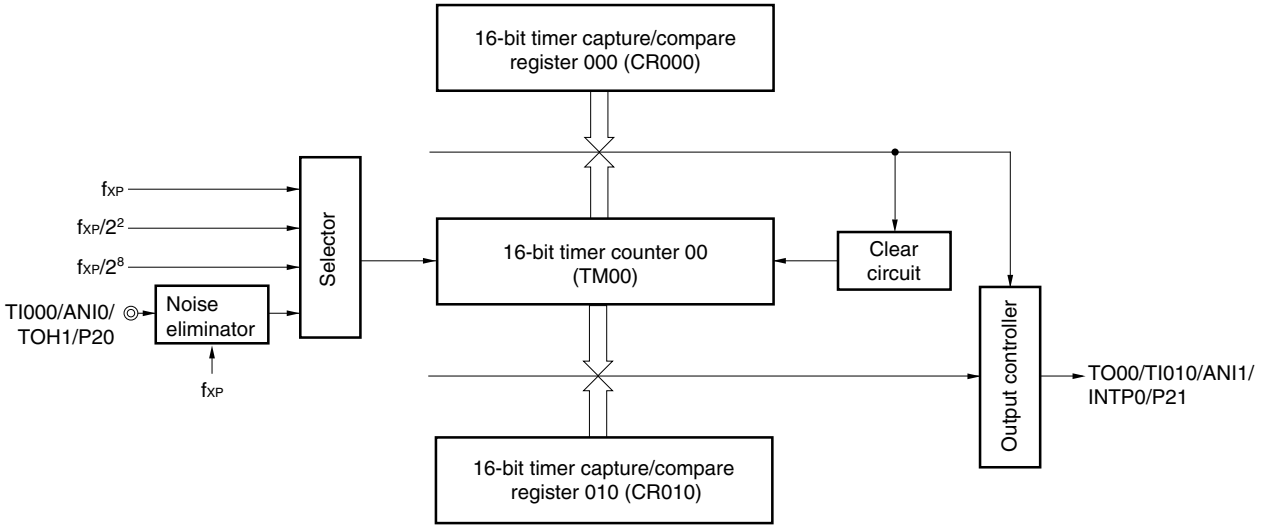 16-bit timer capture/compare
register 000 (CR000)
fXP
fXP/2²
fXP/2⁸
TI000/ANI0/
TOH1/P20
Noise
eliminator
fXP
Selector
16-bit timer counter 00
(TM00)
Clear
circuit
Output controller
TO00/TI010/ANI1/
INTP0/P21
16-bit timer capture/compare
register 010 (CR010)